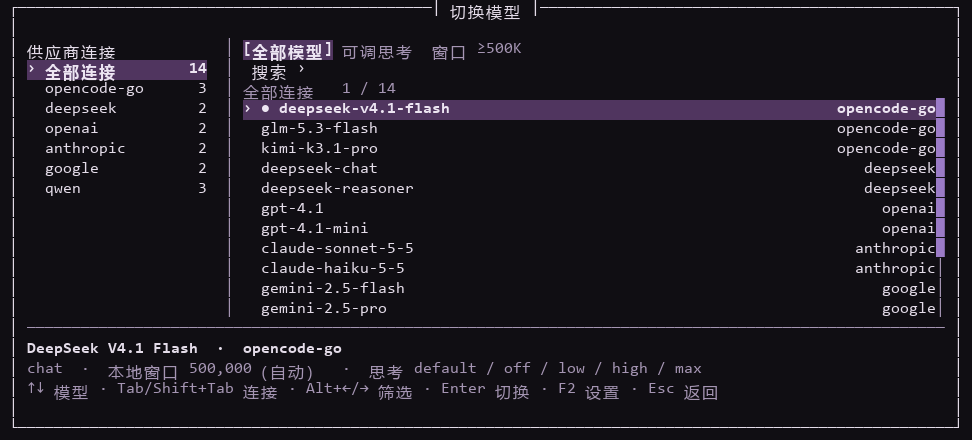 切换模型
供应商连接
› 全部连接 14
opencode-go 3
deepseek 2
openai 2
anthropic 2
google 2
qwen 3
[全部模型] 可调思考 窗口 ≥500K
搜索 ›
全部连接 1 / 14
› ● deepseek-v4.1-flash opencode-go
glm-5.3-flash opencode-go
kimi-k3.1-pro opencode-go
deepseek-chat deepseek
deepseek-reasoner deepseek
gpt-4.1 openai
gpt-4.1-mini openai
claude-sonnet-5-5 anthropic
claude-haiku-5-5 anthropic
gemini-2.5-flash google
gemini-2.5-pro google
DeepSeek V4.1 Flash · opencode-go
chat · 本地窗口 500,000 (自动) · 思考 default / off / low / high / max
↑↓ 模型 · Tab/Shift+Tab 连接 · Alt+←/→ 筛选 · Enter 切换 · F2 设置 · Esc 返回